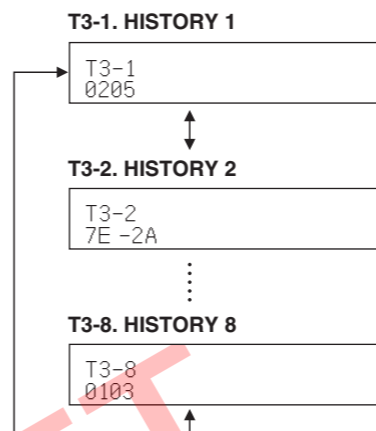 T3-1. HISTORY 1
T3-1
0205
T3-2. HISTORY 2
T3-2
7E -2A
T3-8. HISTORY 8
T3-8
0103